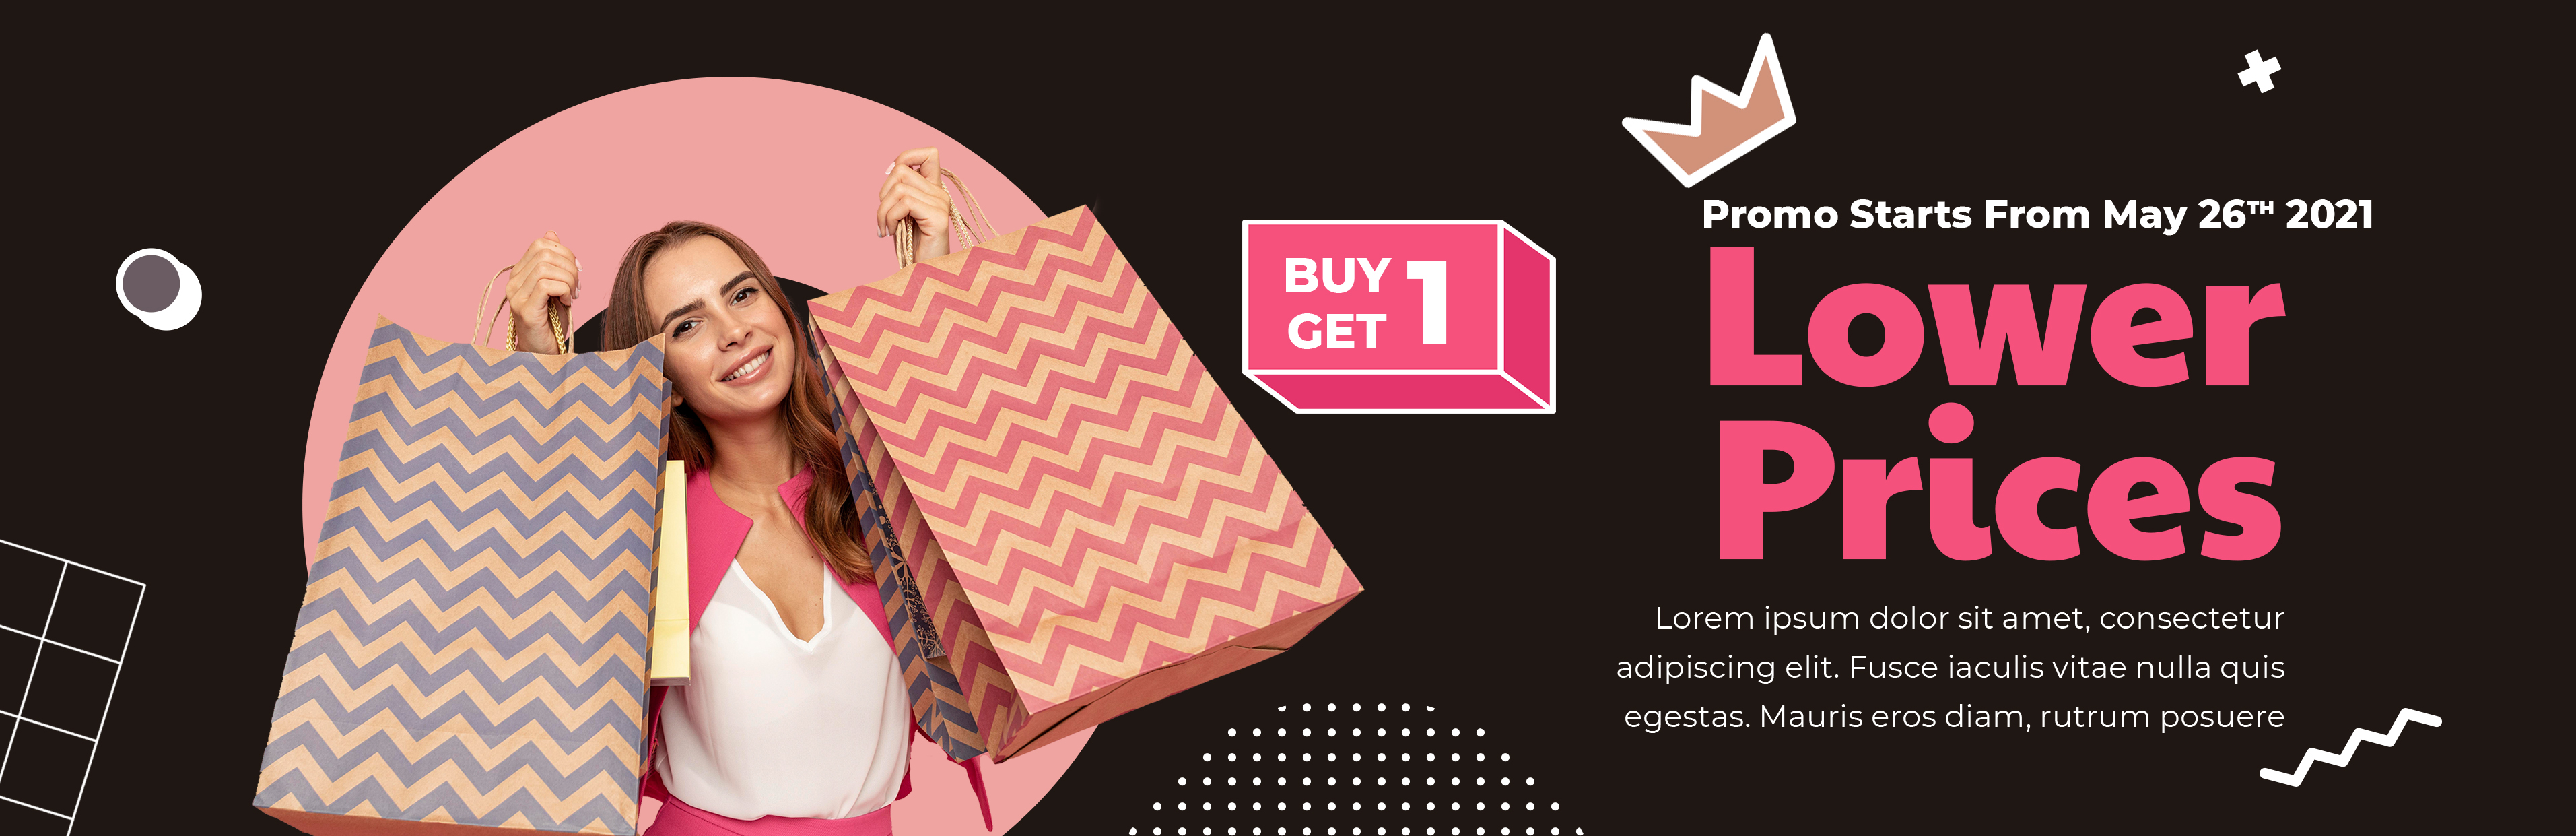 BUY 1
GET
Promo Starts From May 26TH 2021
Lower
Prices
Lorem ipsum dolor sit amet, consectetur
adipiscing elit. Fusce iaculis vitae nulla quis
egestas. Mauris eros diam, rutrum posuere